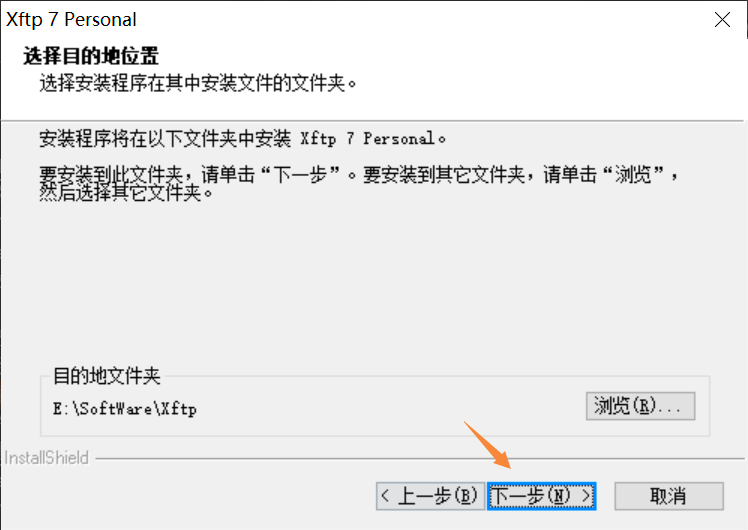 Xftp 7 Personal
选择目的地位置
选择安装程序在其中安装文件的文件夹。
安装程序将在以下文件夹中安装 Xftp 7 Personal。
要安装到此文件夹，请单击“下一步”。要安装到其它文件夹，请单击“浏览”，
然后选择其它文件夹。
目的地文件夹
E:\SoftWare\Xftp
浏览(R)...
InstallShield
< 上一步(B)
下一步(N) >
取消